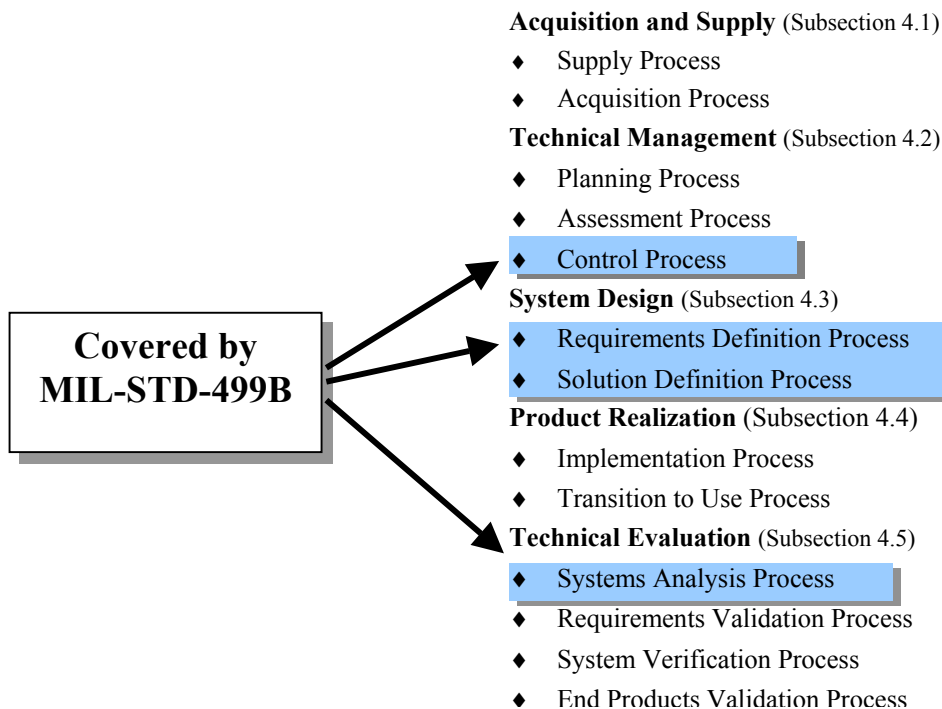 Acquisition and Supply (Subsection 4.1)
♦ Supply Process
♦ Acquisition Process
Technical Management (Subsection 4.2)
♦ Planning Process
♦ Assessment Process
♦ Control Process
System Design (Subsection 4.3)
♦ Requirements Definition Process
♦ Solution Definition Process
Product Realization (Subsection 4.4)
♦ Implementation Process
♦ Transition to Use Process
Technical Evaluation (Subsection 4.5)
♦ Systems Analysis Process
♦ Requirements Validation Process
♦ System Verification Process
♦ End Products Validation Process
Covered by
MIL-STD-499B